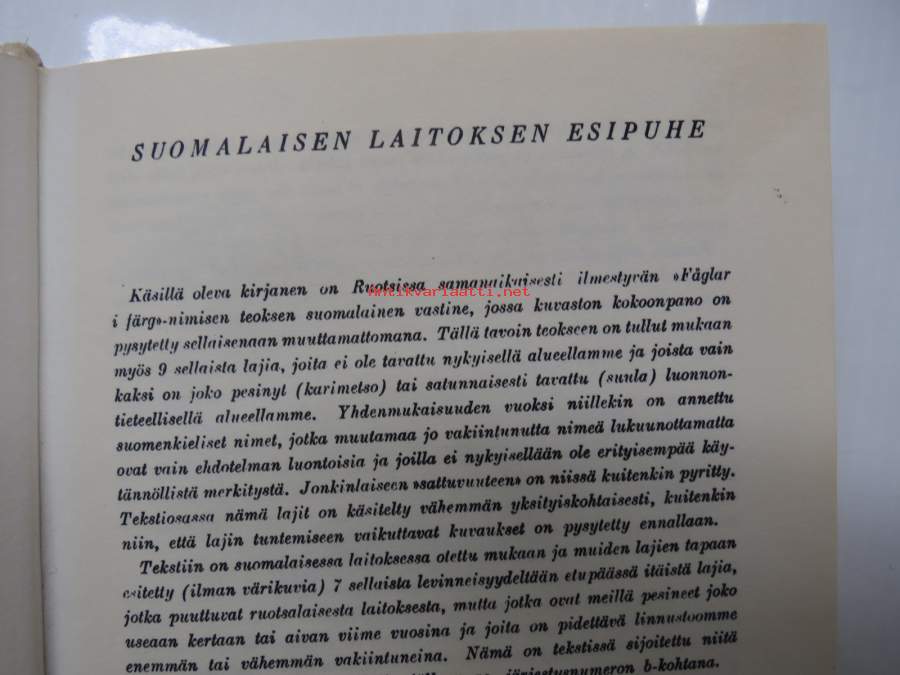 SUOMALAISEN LAITOKSEN ESIPUHE
Käsillä oleva kirjanen on Ruotsissa samanaikaisesti ilmestyvän »Fåglar
Antikvariaatti.net
i färg»-nimisen teoksen suomalainen vastine, jossa kuvaston kokoonpano on
pysytetty sellaisenaan muuttamattomana. Tällä tavoin teokseen on tullut mukaan
myös 9 sellaista lajia, joita ei ole tavattu nykyisellä alueellamme ja joista vain
kaksi on joko pesinyt (karimetso) tai satunnaisesti tavattu (suula) luonnon-
tieteellisellä alueellamme. Yhdenmukaisuuden vuoksi niillekin on annettu
suomenkieliset nimet, jotka muutamaa jo vakiintunutta nimeä lukuunottamatta
ovat vain ehdotelman luontoisia ja joilla ei nykyisellään ole erityisempää käy-
tännöllistä merkitystä. Jonkinlaiseen »sattuvuuteen» on niissä kuitenkin pyritty.
Tekstiosassa nämä lajit on käsitelty vähemmän yksityiskohtaisesti, kuitenkin
niin, että lajin tuntemiseen vaikuttavat kuvaukset on pysytetty ennallaan.
Tekstiin on suomalaisessa laitoksessa otettu mukaan ja muiden lajien tapaan
esitetty (ilman värikuvia) 7 sellaista levinneisyydeltään etupäässä itäistä lajia,
jotka puuttuvat ruotsalaisesta laitoksesta, mutta jotka ovat meillä pesineet joko
useaan kertaan tai aivan viime vuosina ja joita on pidettävä linnustoomme
enemmän tai vähemmän vakiintuneina. Nämä on tekstissä sijoitettu niitä
järjestysnumeron b-kohtana.